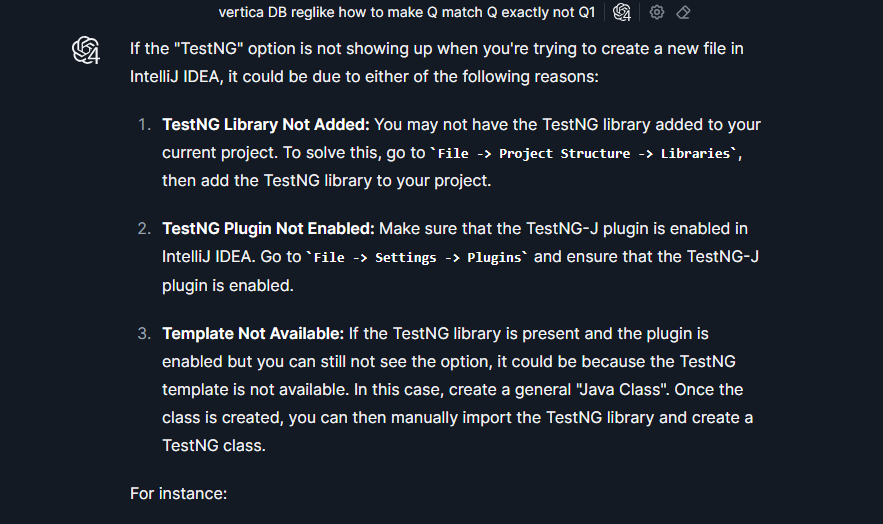 vertica DB reglike how to make Q match Q exactly not Q1
If the "TestNG" option is not showing up when you're trying to create a new file in
IntelliJ IDEA, it could be due to either of the following reasons:
1. TestNG Library Not Added: You may not have the TestNG library added to your
current project. To solve this, go to `File -> Project Structure -> Libraries`,
then add the TestNG library to your project.
2. TestNG Plugin Not Enabled: Make sure that the TestNG-J plugin is enabled in
IntelliJ IDEA. Go to `File -> Settings -> Plugins` and ensure that the TestNG-J
plugin is enabled.
3. Template Not Available: If the TestNG library is present and the plugin is
enabled but you can still not see the option, it could be because the TestNG
template is not available. In this case, create a general "Java Class". Once the
class is created, you can then manually import the TestNG library and create a
TestNG class.
For instance: